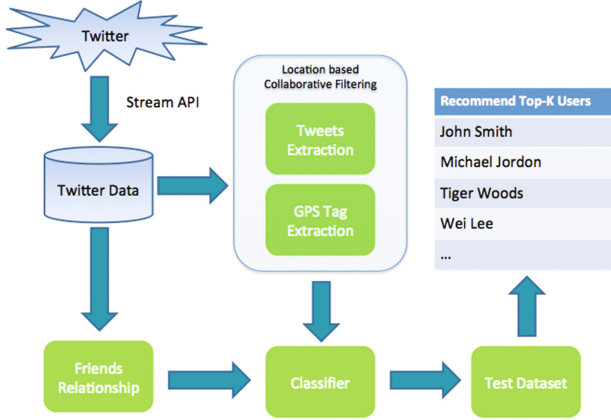 Twitter
Stream API
Twitter Data
Location based
Collaborative Filtering
Tweets
Extraction
GPS Tag
Extraction
Recommend Top-K Users
John Smith
Michael Jordon
Tiger Woods
Wei Lee
...
Friends
Relationship
Classifier
Test Dataset